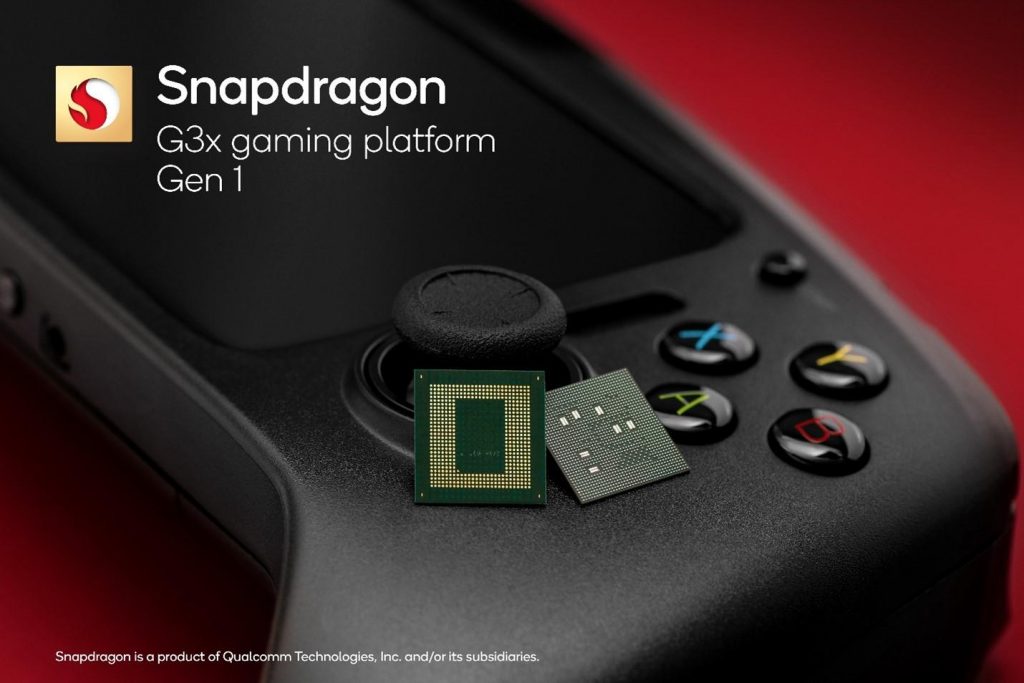 Snapdragon
G3x gaming platform
Gen 1
X
Y
A
B
Snapdragon is a product of Qualcomm Technologies, Inc. and/or its subsidiaries.